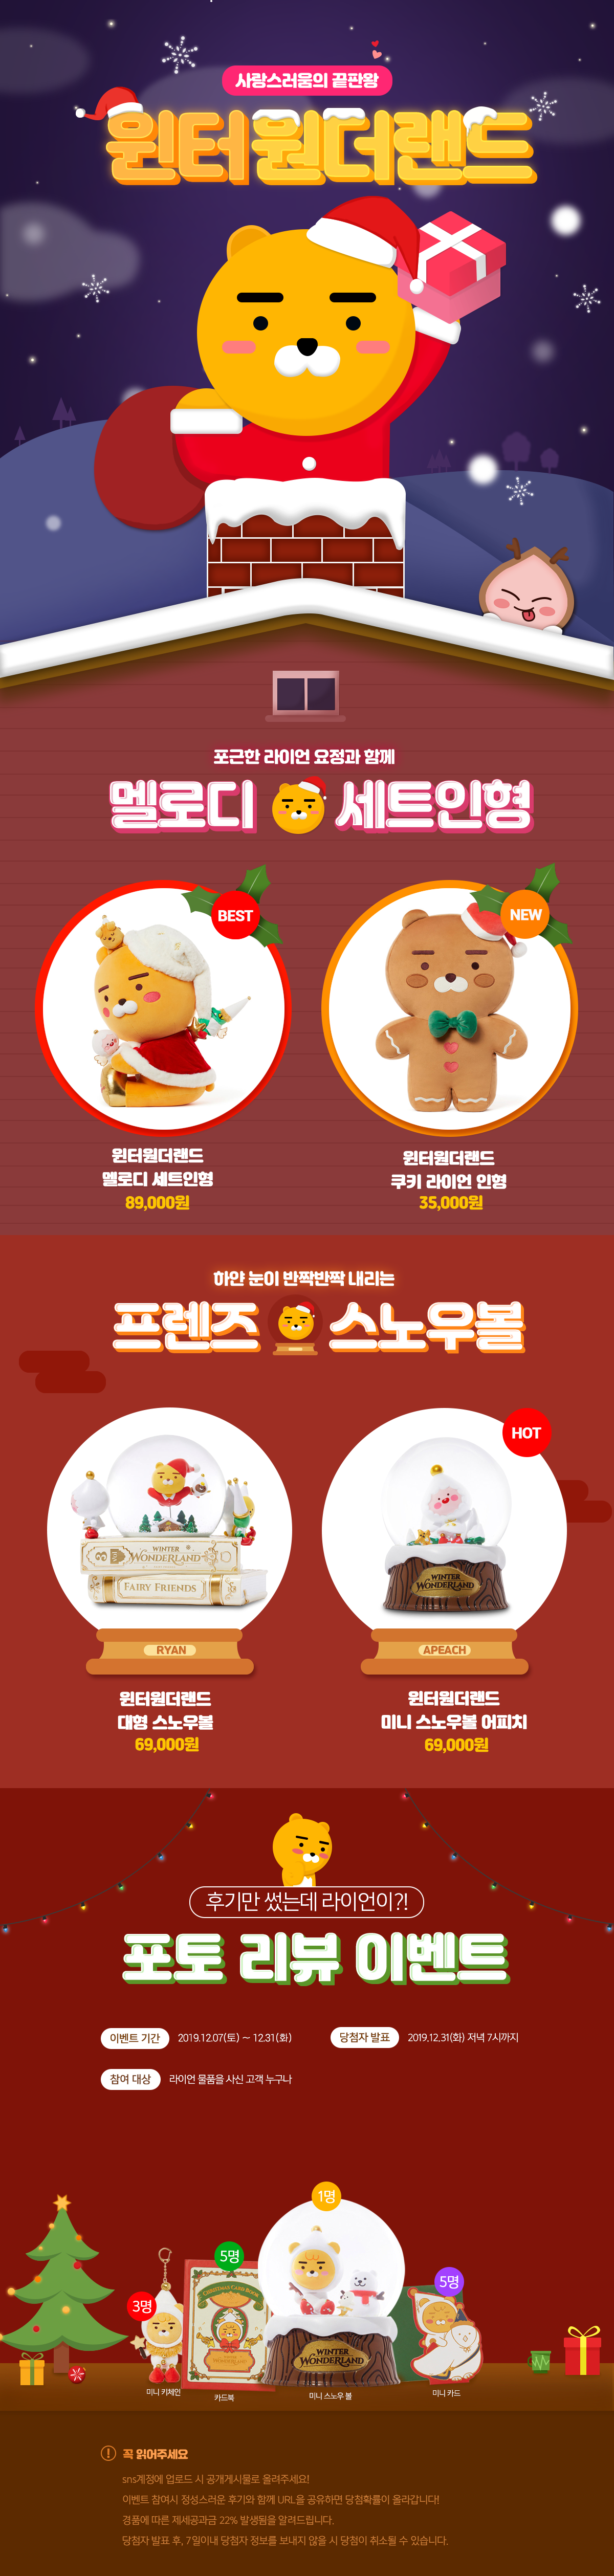 사랑스러움의 끝판왕
윈터원더랜드
포근한 라이언 요정과 함께
멜로디 세트인형
BEST
NEW
윈터원더랜드
멜로디 세트인형
89,000원
윈터원더랜드
쿠키 라이언 인형
35,000원
하얀 눈이 반짝반짝 내리는
프렌즈 스노우볼
HOT
WINTER
WONDERLAND
FAIRY FRIENDS
WINTER
WONDERLAND
RYAN
APEACH
윈터원더랜드
대형 스노우볼
69,000원
윈터원더랜드
미니 스노우볼 어피치
69,000원
후기만 썼는데 라이언이?!
포토 리뷰 이벤트
이벤트 기간 2019.12.07(토) ~ 12.31(화)
당첨자 발표 2019.12.31(화) 저녁 7시까지
참여 대상 라이언 물품을 사신 고객 누구나
1명
5명
5명
3명
CHRISTMAS CARD BOOK
WINTER
WONDERLAND
미니 키체인
카드북
미니 스노우 볼
미니 카드
꼭 읽어주세요
sns계정에 업로드 시 공개게시물로 올려주세요!
이벤트 참여시 정성스러운 후기와 함께 URL을 공유하면 당첨확률이 올라갑니다!
경품에 따른 제세공과금 22% 발생됨을 알려드립니다.
당첨자 발표 후, 7일이내 당첨자 정보를 보내지 않을 시 당첨이 취소될 수 있습니다.